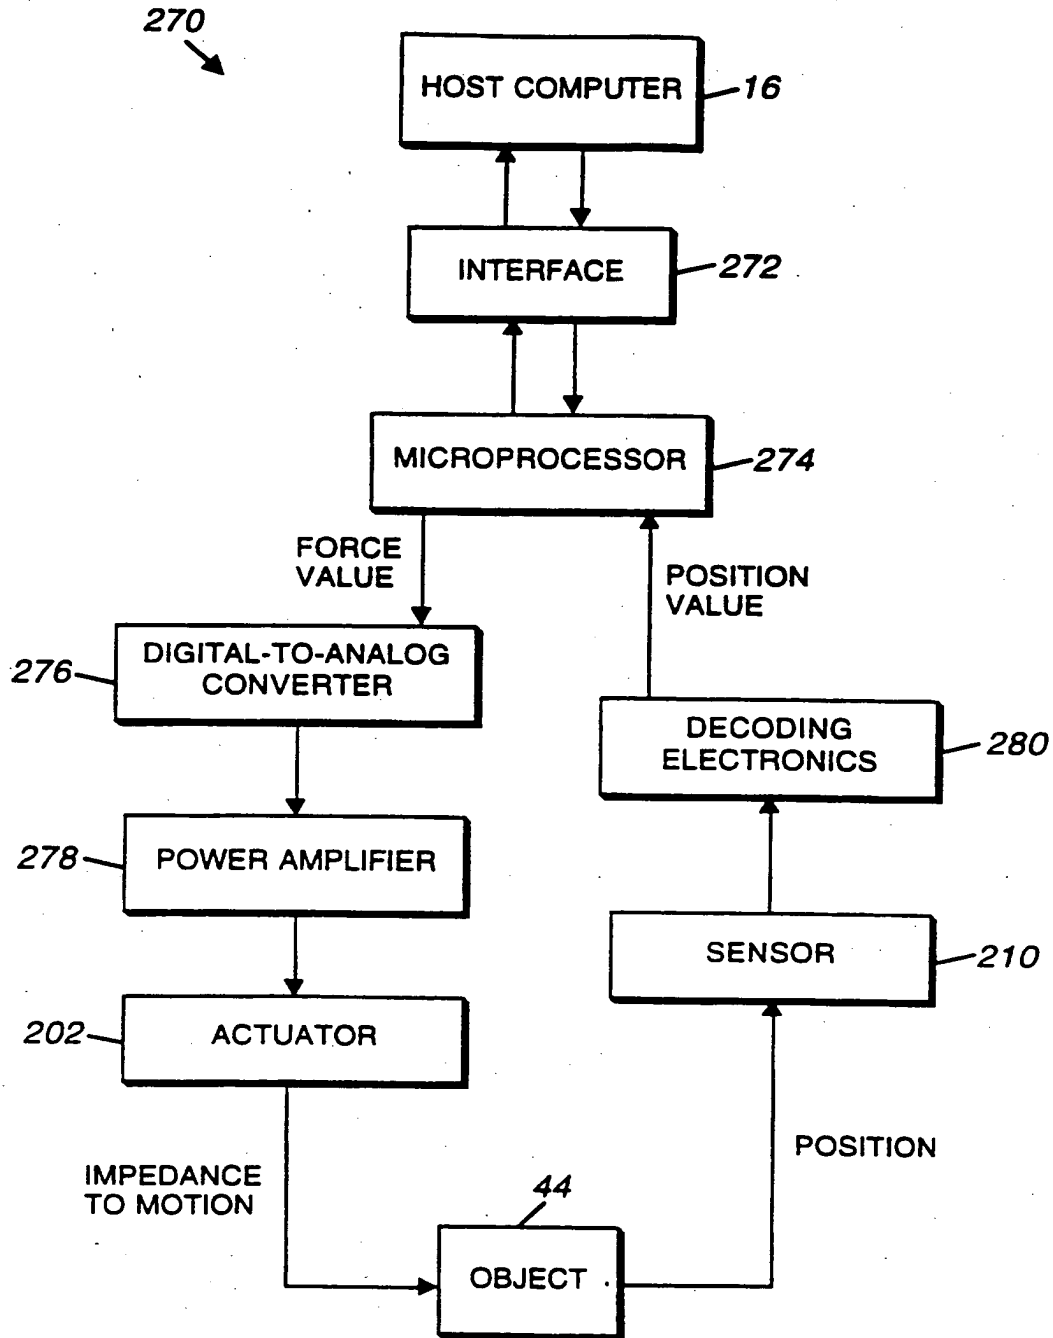 270
HOST COMPUTER
16
INTERFACE
272
MICROPROCESSOR
274
FORCE
VALUE
POSITION
VALUE
276
DIGITAL-TO-ANALOG
CONVERTER
DECODING
ELECTRONICS
280
278
POWER AMPLIFIER
SENSOR
210
202
ACTUATOR
IMPEDANCE
TO MOTION
POSITION
44
OBJECT